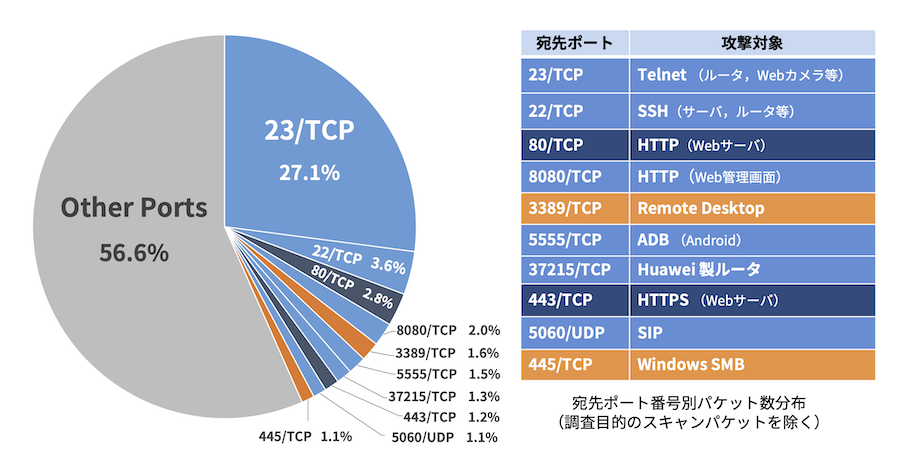 23/TCP
27.1%
22/TCP 3.6%
80/TCP 2.8%
8080/TCP 2.0%
3389/TCP 1.6%
5555/TCP 1.5%
37215/TCP 1.3%
443/TCP 1.2%
5060/UDP 1.1%
445/TCP 1.1%
Other Ports
56.6%
宛先ポート 攻撃対象
23/TCP Telnet（ルータ，Webカメラ等）
22/TCP SSH（サーバ，ルータ等）
80/TCP HTTP（Webサーバ）
8080/TCP HTTP（Web管理画面）
3389/TCP Remote Desktop
5555/TCP ADB（Android）
37215/TCP Huawei 製ルータ
443/TCP HTTPS（Webサーバ）
5060/UDP SIP
445/TCP Windows SMB
宛先ポート番号別パケット数分布
（調査目的のスキャンパケットを除く）